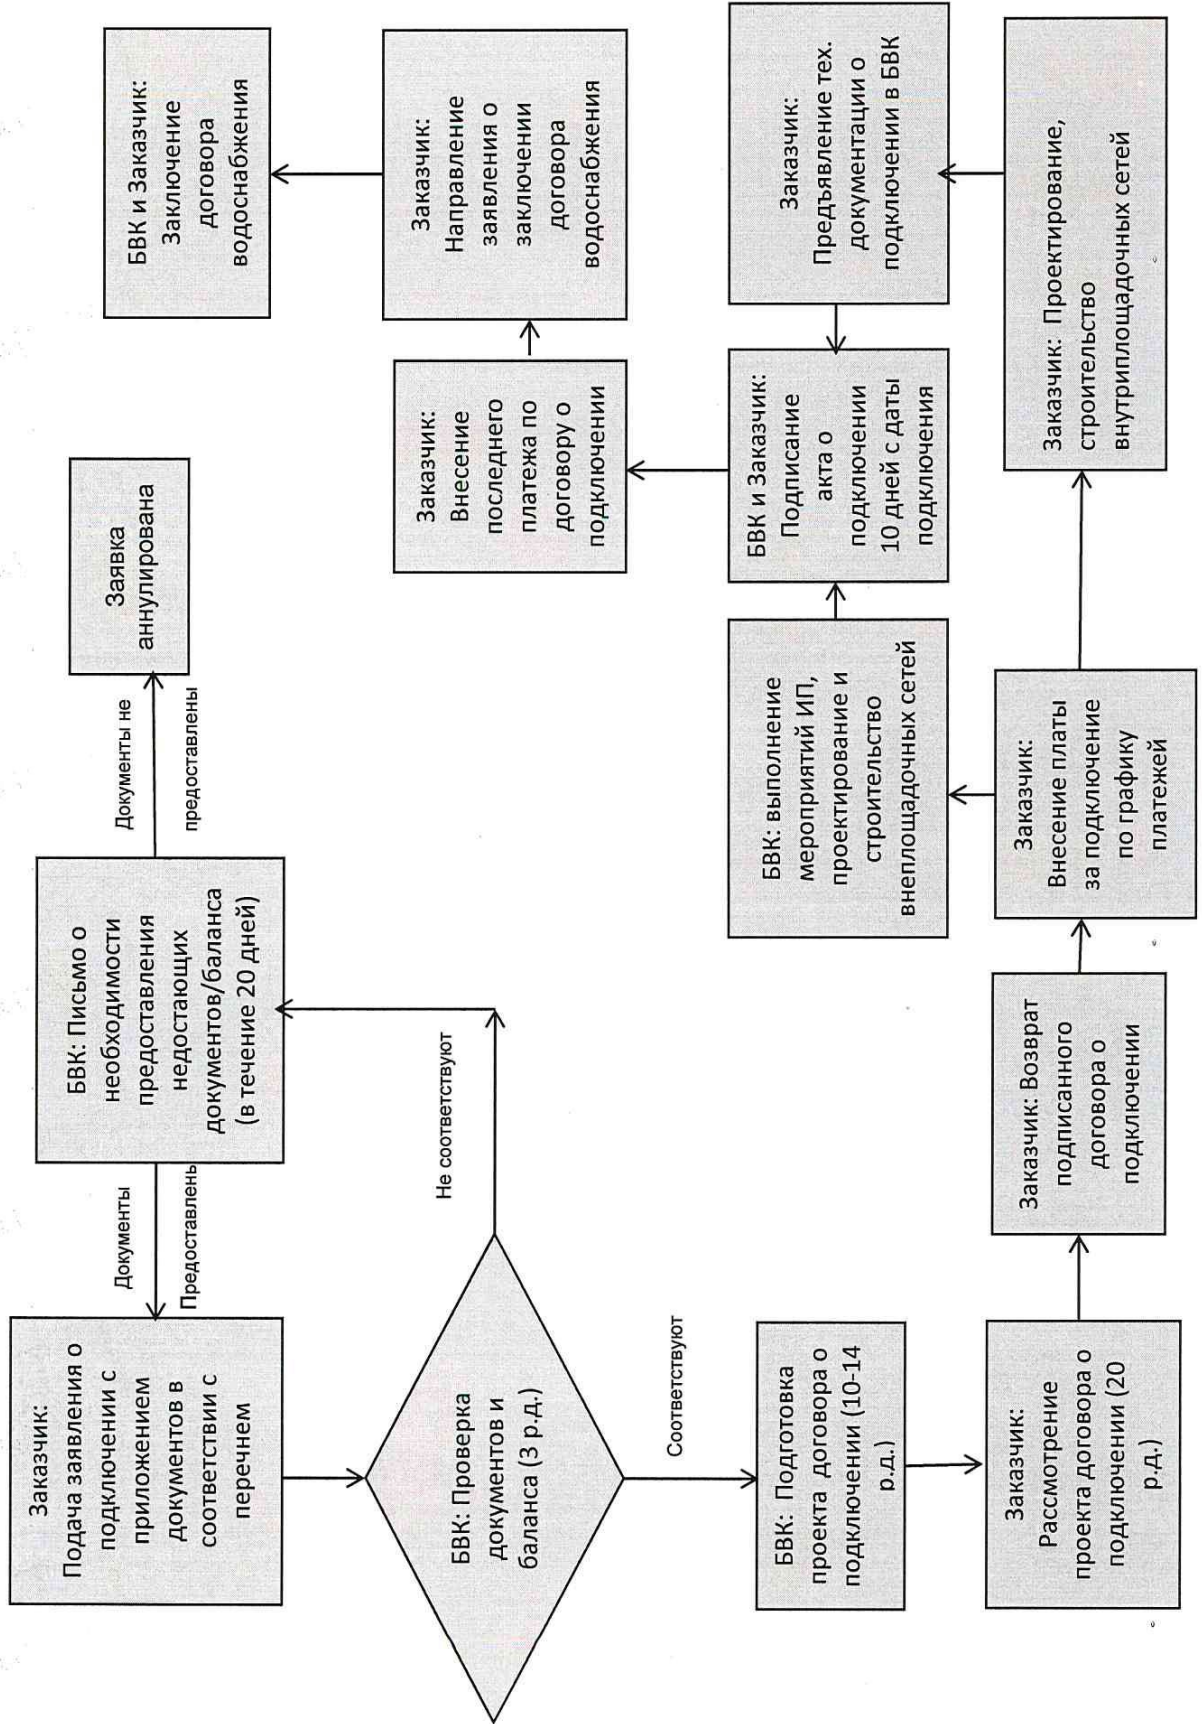 Заказчик:
Подача заявления о
подключении с
приложением
документов в
соответствии с
перечнем
Документы
Предоставлены
БВК: Письмо о
необходимости
предоставления
недостающих
документов/баланса
(в течение 20 дней)
Документы не
предоставлены
Заявка
аннулирована
БВК: Проверка
документов и
баланса (3 р.д.)
Не соответствуют
Соответствуют
БВК: Подготовка
проекта договора о
подключении (10-14
р.д.)
Заказчик:
Рассмотрение
проекта договора о
подключении (20
р.д.)
Заказчик: Возврат
подписанного
договора о
подключении
Заказчик:
Внесение платы
за подключение
по графику
платежей
БВК: выполнение
мероприятий ИП,
проектирование и
строительство
внеплощадочных сетей
Заказчик: Проектирование,
строительство
внутриплощадочных сетей
Заказчик:
Предъявление тех.
документации о
подключении в БВК
БВК и Заказчик:
Подписание
акта о
подключении
10 дней с даты
подключения
Заказчик:
Внесение
последнего
платежа по
договору о
подключении
Заказчик:
Направление
заявления о
заключении
договора
водоснабжения
БВК и Заказчик:
Заключение
договора
водоснабжения